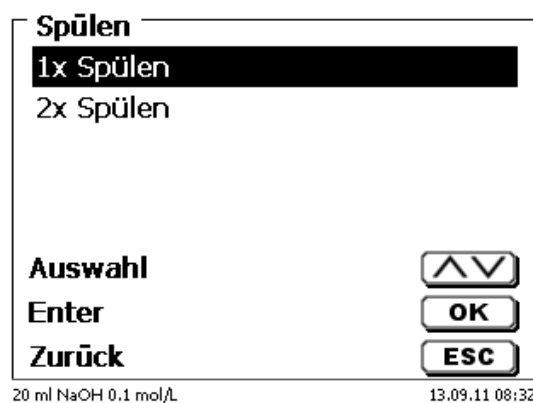 Spülen
1x Spülen
2x Spülen
Auswahl
Enter OK
Zurück ESC
20 ml NaOH 0.1 mol/L 13.09.11 08:32